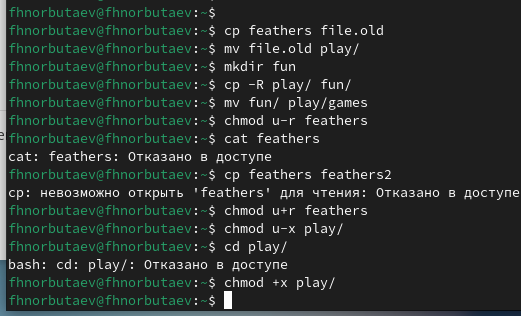 fhnorbutaev@fhnorbutaev:~$
fhnorbutaev@fhnorbutaev:~$ cp feathers file.old
fhnorbutaev@fhnorbutaev:~$ mv file.old play/
fhnorbutaev@fhnorbutaev:~$ mkdir fun
fhnorbutaev@fhnorbutaev:~$ cp -R play/ fun/
fhnorbutaev@fhnorbutaev:~$ mv fun/ play/games
fhnorbutaev@fhnorbutaev:~$ chmod u-r feathers
fhnorbutaev@fhnorbutaev:~$ cat feathers
cat: feathers: Отказано в доступе
fhnorbutaev@fhnorbutaev:~$ cp feathers feathers2
cp: невозможно открыть 'feathers' для чтения: Отказано в доступе
fhnorbutaev@fhnorbutaev:~$ chmod u+r feathers
fhnorbutaev@fhnorbutaev:~$ chmod u-x play/
fhnorbutaev@fhnorbutaev:~$ cd play/
bash: cd: play/: Отказано в доступе
fhnorbutaev@fhnorbutaev:~$ chmod +x play/
fhnorbutaev@fhnorbutaev:~$